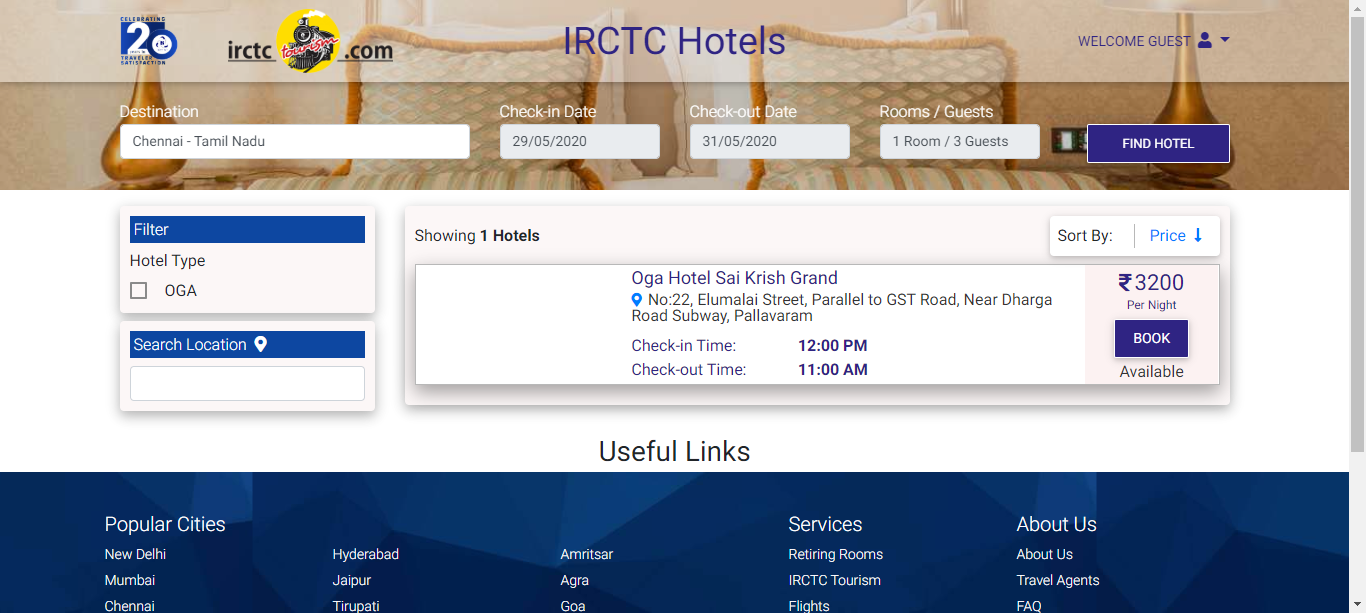 CELEBRATING
20
TRAVELER
SATISFACTION
irctc tourism .com
IRCTC Hotels
WELCOME GUEST
Destination
Check-in Date
Check-out Date
Rooms / Guests
Chennai - Tamil Nadu
29/05/2020
31/05/2020
1 Room / 3 Guests
FIND HOTEL
Filter
Hotel Type
OGA
Search Location
Showing 1 Hotels
Sort By:
Price
Oga Hotel Sai Krish Grand
No:22, Elumalai Street, Parallel to GST Road, Near Dharga
Road Subway, Pallavaram
Check-in Time: 12:00 PM
Check-out Time: 11:00 AM
₹3200
Per Night
BOOK
Available
Useful Links
Popular Cities
Services
About Us
New Delhi
Hyderabad
Amritsar
Retiring Rooms
About Us
Mumbai
Jaipur
Agra
IRCTC Tourism
Travel Agents
Chennai
Tirupati
Goa
Flights
FAQ